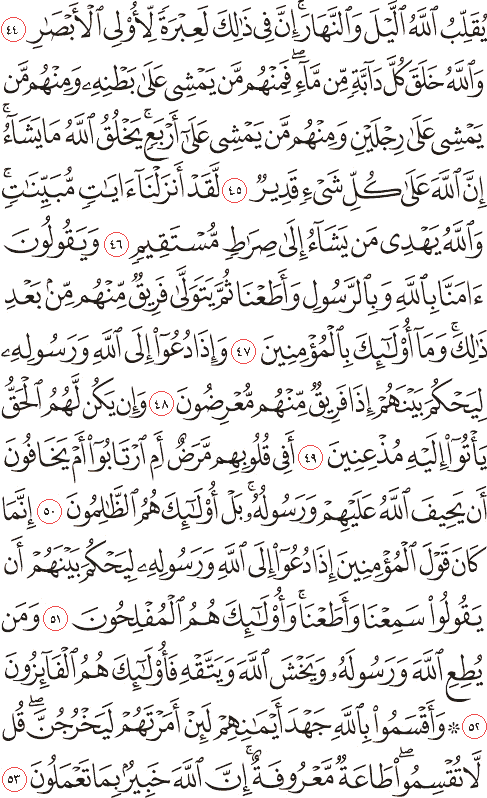 يُقَلِّبُ ٱللَّهُ ٱلَّيْلَ وَٱلنَّهَارَ ۚ إِنَّ فِى ذَٰلِكَ لَعِبْرَةً لِّأُو۟لِى ٱلْأَبْصَٰرِ ٤٤
وَٱللَّهُ خَلَقَ كُلَّ دَآبَّةٍ مِّن مَّآءٍ ۖ فَمِنْهُم مَّن يَمْشِى عَلَىٰ بَطْنِهِۦ وَمِنْهُم مَّن
يَمْشِى عَلَىٰ رِجْلَيْنِ وَمِنْهُم مَّن يَمْشِى عَلَىٰٓ أَرْبَعٍ ۚ يَخْلُقُ ٱللَّهُ مَا يَشَآءُ ۚ
إِنَّ ٱللَّهَ عَلَىٰ كُلِّ شَىْءٍ قَدِيرٌ ٤٥ لَّقَدْ أَنزَلْنَآ ءَايَٰتٍ مُّبَيِّنَٰتٍ ۚ
وَٱللَّهُ يَهْدِى مَن يَشَآءُ إِلَىٰ صِرَٰطٍ مُّسْتَقِيمٍ ٤٦ وَيَقُولُونَ
ءَامَنَّا بِٱللَّهِ وَبِٱلرَّسُولِ وَأَطَعْنَا ثُمَّ يَتَوَلَّىٰ فَرِيقٌ مِّنْهُم مِّنۢ بَعْدِ
ذَٰلِكَ ۚ وَمَآ أُو۟لَٰٓئِكَ بِٱلْمُؤْمِنِينَ ٤٧ وَإِذَا دُعُوٓا۟ إِلَى ٱللَّهِ وَرَسُولِهِۦ
لِيَحْكُمَ بَيْنَهُمْ إِذَا فَرِيقٌ مِّنْهُم مُّعْرِضُونَ ٤٨ وَإِن يَكُن لَّهُمُ ٱلْحَقُّ
يَأْتُوٓا۟ إِلَيْهِ مُذْعِنِينَ ٤٩ أَفِى قُلُوبِهِم مَّرَضٌ أَمِ ٱرْتَابُوٓا۟ أَمْ يَخَافُونَ
أَن يَحِيفَ ٱللَّهُ عَلَيْهِمْ وَرَسُولُهُۥ ۚ بَلْ أُو۟لَٰٓئِكَ هُمُ ٱلظَّٰلِمُونَ ٥٠ إِنَّمَا
كَانَ قَوْلَ ٱلْمُؤْمِنِينَ إِذَا دُعُوٓا۟ إِلَى ٱللَّهِ وَرَسُولِهِۦ لِيَحْكُمَ بَيْنَهُمْ أَن
يَقُولُوا۟ سَمِعْنَا وَأَطَعْنَا ۚ وَأُو۟لَٰٓئِكَ هُمُ ٱلْمُفْلِحُونَ ٥١ وَمَن
يُطِعِ ٱللَّهَ وَرَسُولَهُۥ وَيَخْشَ ٱللَّهَ وَيَتَّقْهِ فَأُو۟لَٰٓئِكَ هُمُ ٱلْفَآئِزُونَ
٥٢ ۞ وَأَقْسَمُوا۟ بِٱللَّهِ جَهْدَ أَيْمَٰنِهِمْ لَئِنْ أَمَرْتَهُمْ لَيَخْرُجُنَّ ۖ قُل
لَّا تُقْسِمُوا۟ ۖ طَاعَةٌ مَّعْرُوفَةٌ ۚ إِنَّ ٱللَّهَ خَبِيرٌۢ بِمَا تَعْمَلُونَ ٥٣